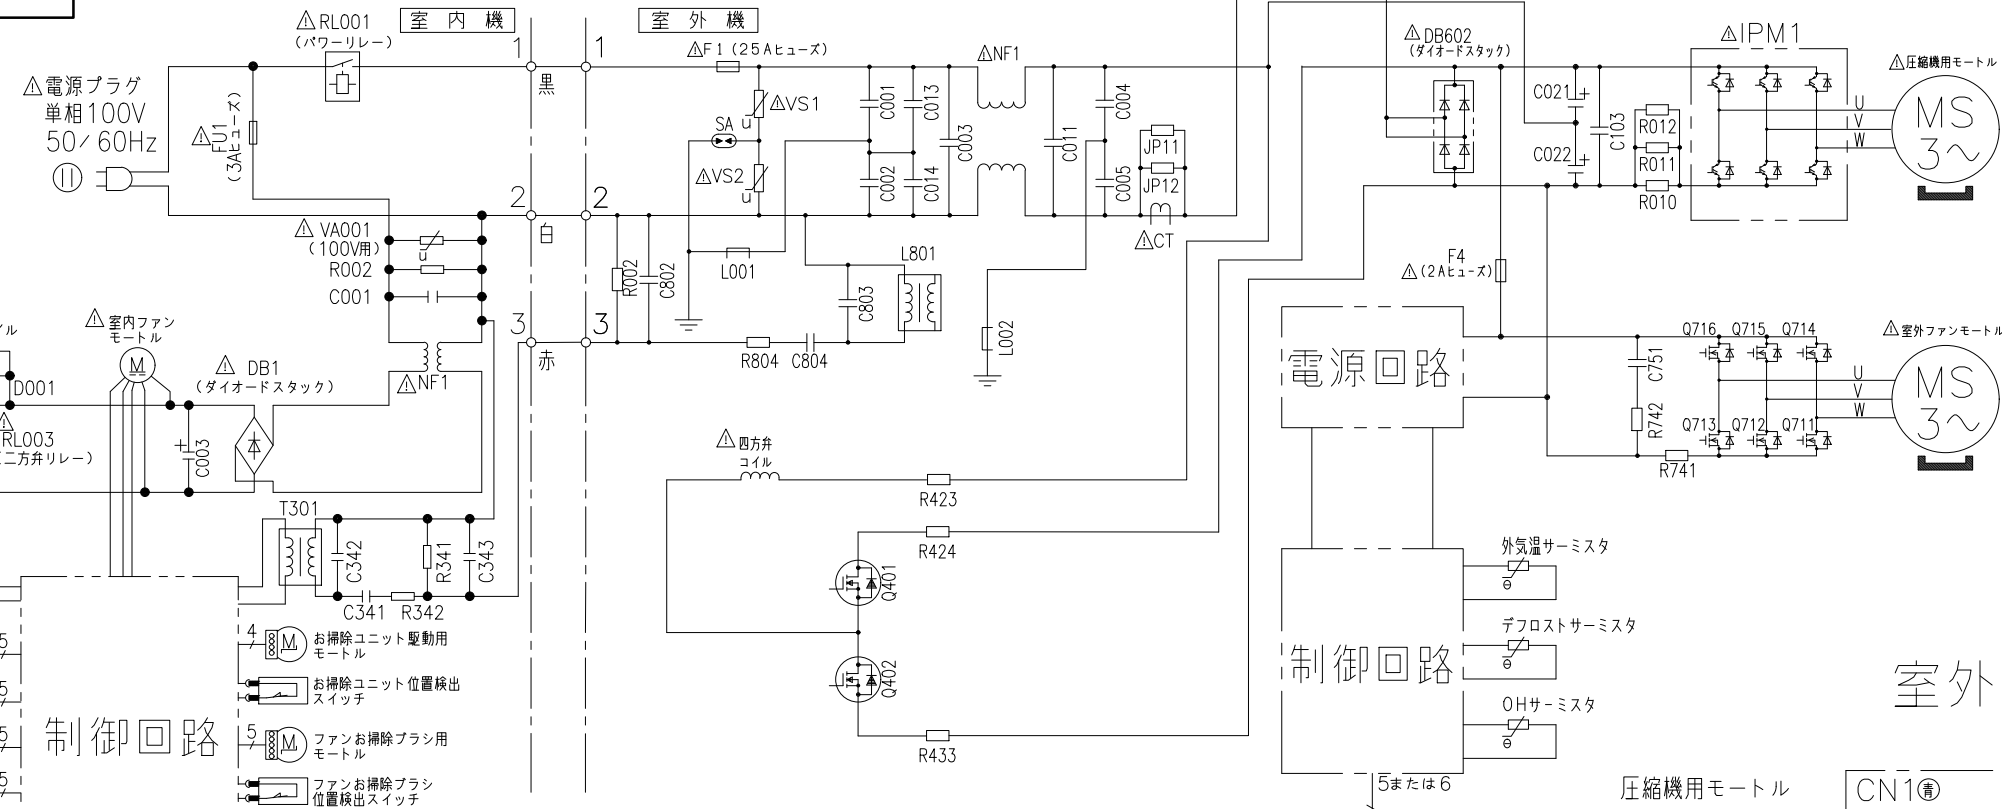 ⚠RL001
(パワーリレー)
室内機
室外機
⚠電源プラグ
単相100V
50/60Hz
⚠FU1
(3Aヒューズ)
1
1
黒
2
2
白
3
3
赤
⚠VA001
(100V用)
u
R002
C001
⚠NF1
⚠室内ファン
モートル
M
⚠DB1
(ダイオードスタック)
D001
⚠
RL003
二方弁リレー)
C003
T301
C342
R341
C343
C341
R342
制御回路
5
5
5
5
4
M
お掃除ユニット駆動用
モートル
お掃除ユニット位置検出
スイッチ
5
M
ファンお掃除ブラシ用
モートル
ファンお掃除ブラシ
位置検出スイッチ
⚠F1(25Aヒューズ)
⚠VS1
u
SA
⚠VS2
u
C001
C013
C002
C014
C003
⚠NF1
C011
C004
C005
JP11
JP12
⚠CT
L001
R002
C802
C803
L801
R804
C804
L002
⚠四方弁
コイル
R423
R424
Q401
Q402
R433
⚠DB602
(ダイオードスタック)
C021
+
C022
+
C103
R012
R011
R010
⚠IPM1
U
V
W
⚠圧縮機用モートル
MS
3~
F4
⚠(2Aヒューズ)
電源回路
C751
R742
Q716
Q715
Q714
Q713
Q712
Q711
R741
U
V
W
⚠室外ファンモートル
MS
3~
制御回路
外気温サーミスタ
θ
デフロストサーミスタ
θ
OHサーミスタ
θ
5または6
室外
圧縮機用モートル
CN1青